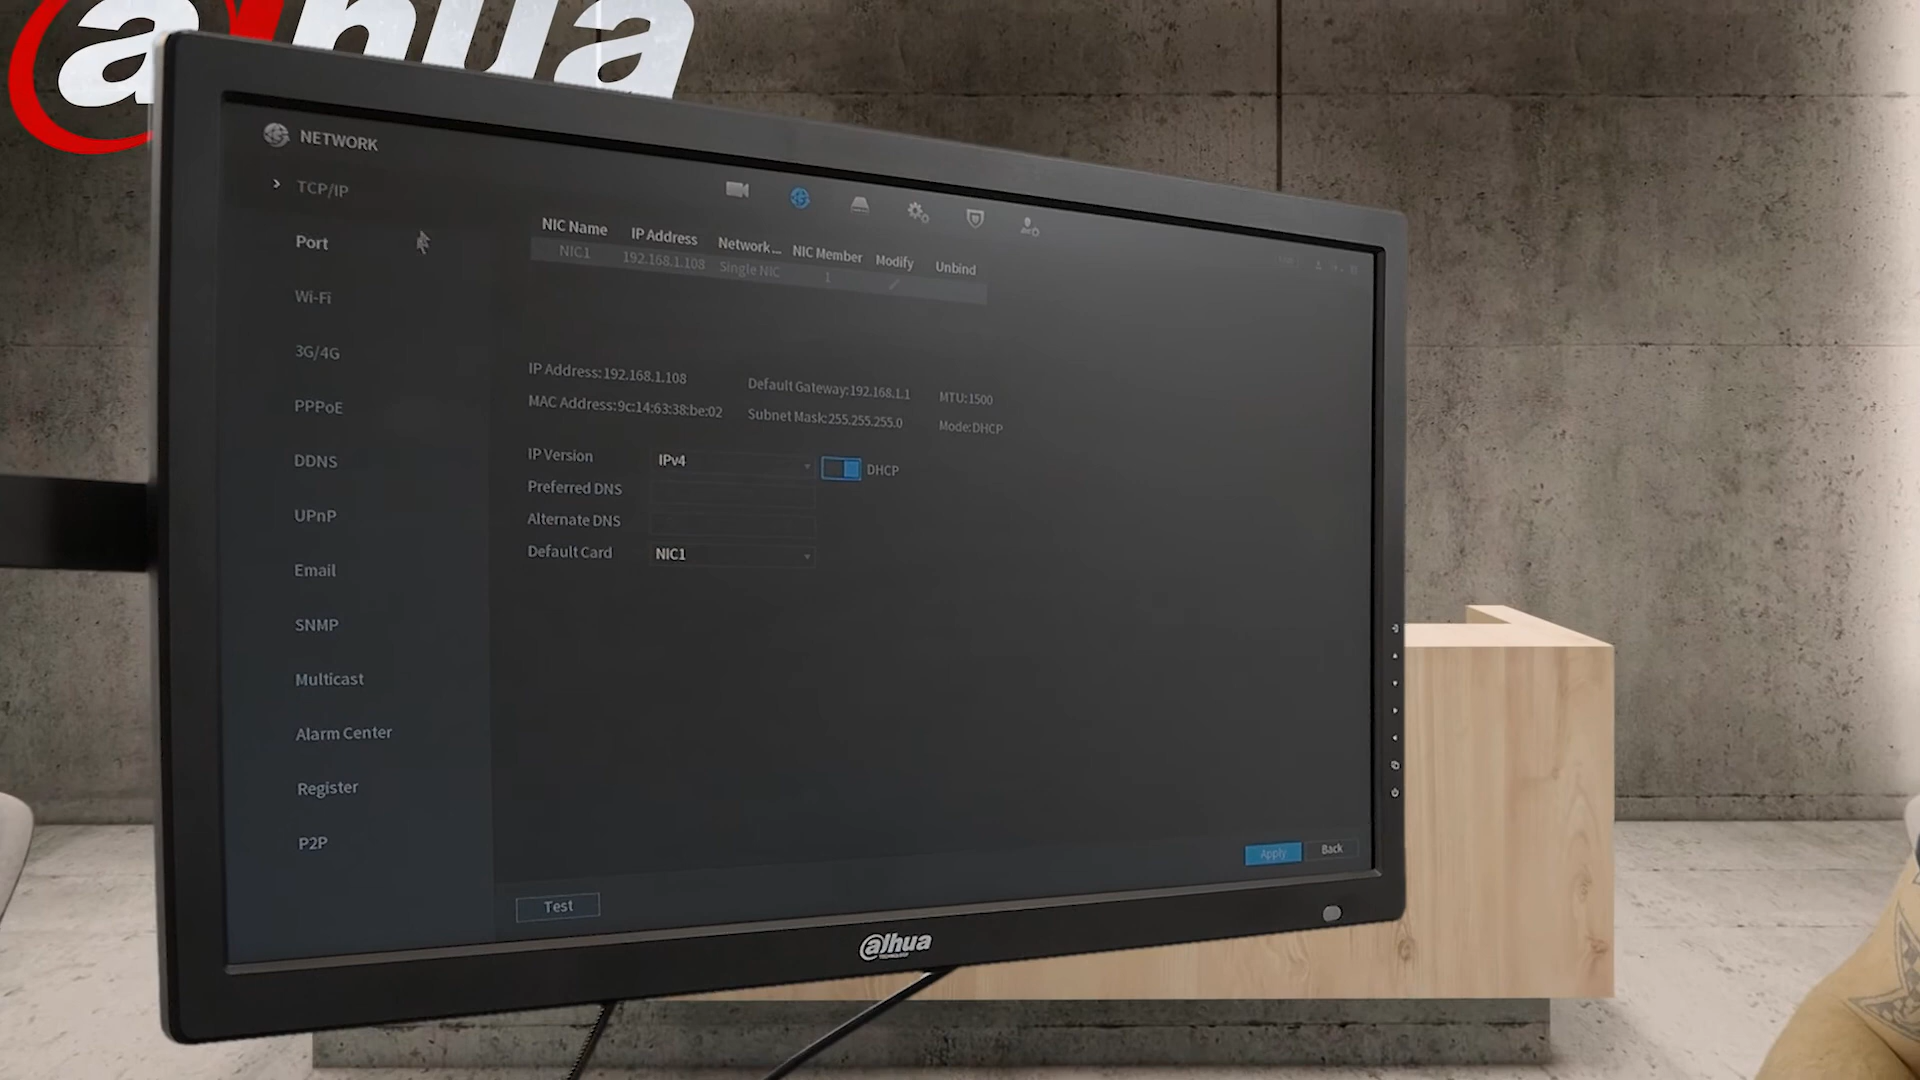 alhua
NETWORK
TCP/IP
Port
Wi-Fi
3G/4G
PPPoE
DDNS
UPnP
Email
SNMP
Multicast
Alarm Center
Register
P2P
NIC Name IP Address Network... NIC Member Modify Unbind
NIC1 192.168.1.108 Single NIC 1
IP Address:192.168.1.108 Default Gateway:192.168.1.1 MTU:1500
MAC Address:9c:14:63:38:be:02 Subnet Mask:255.255.255.0 Mode:DHCP
IP Version IPv4 DHCP
Preferred DNS
Alternate DNS
Default Card NIC1
Apply Back
Test
alhua
TECHNOLOGY